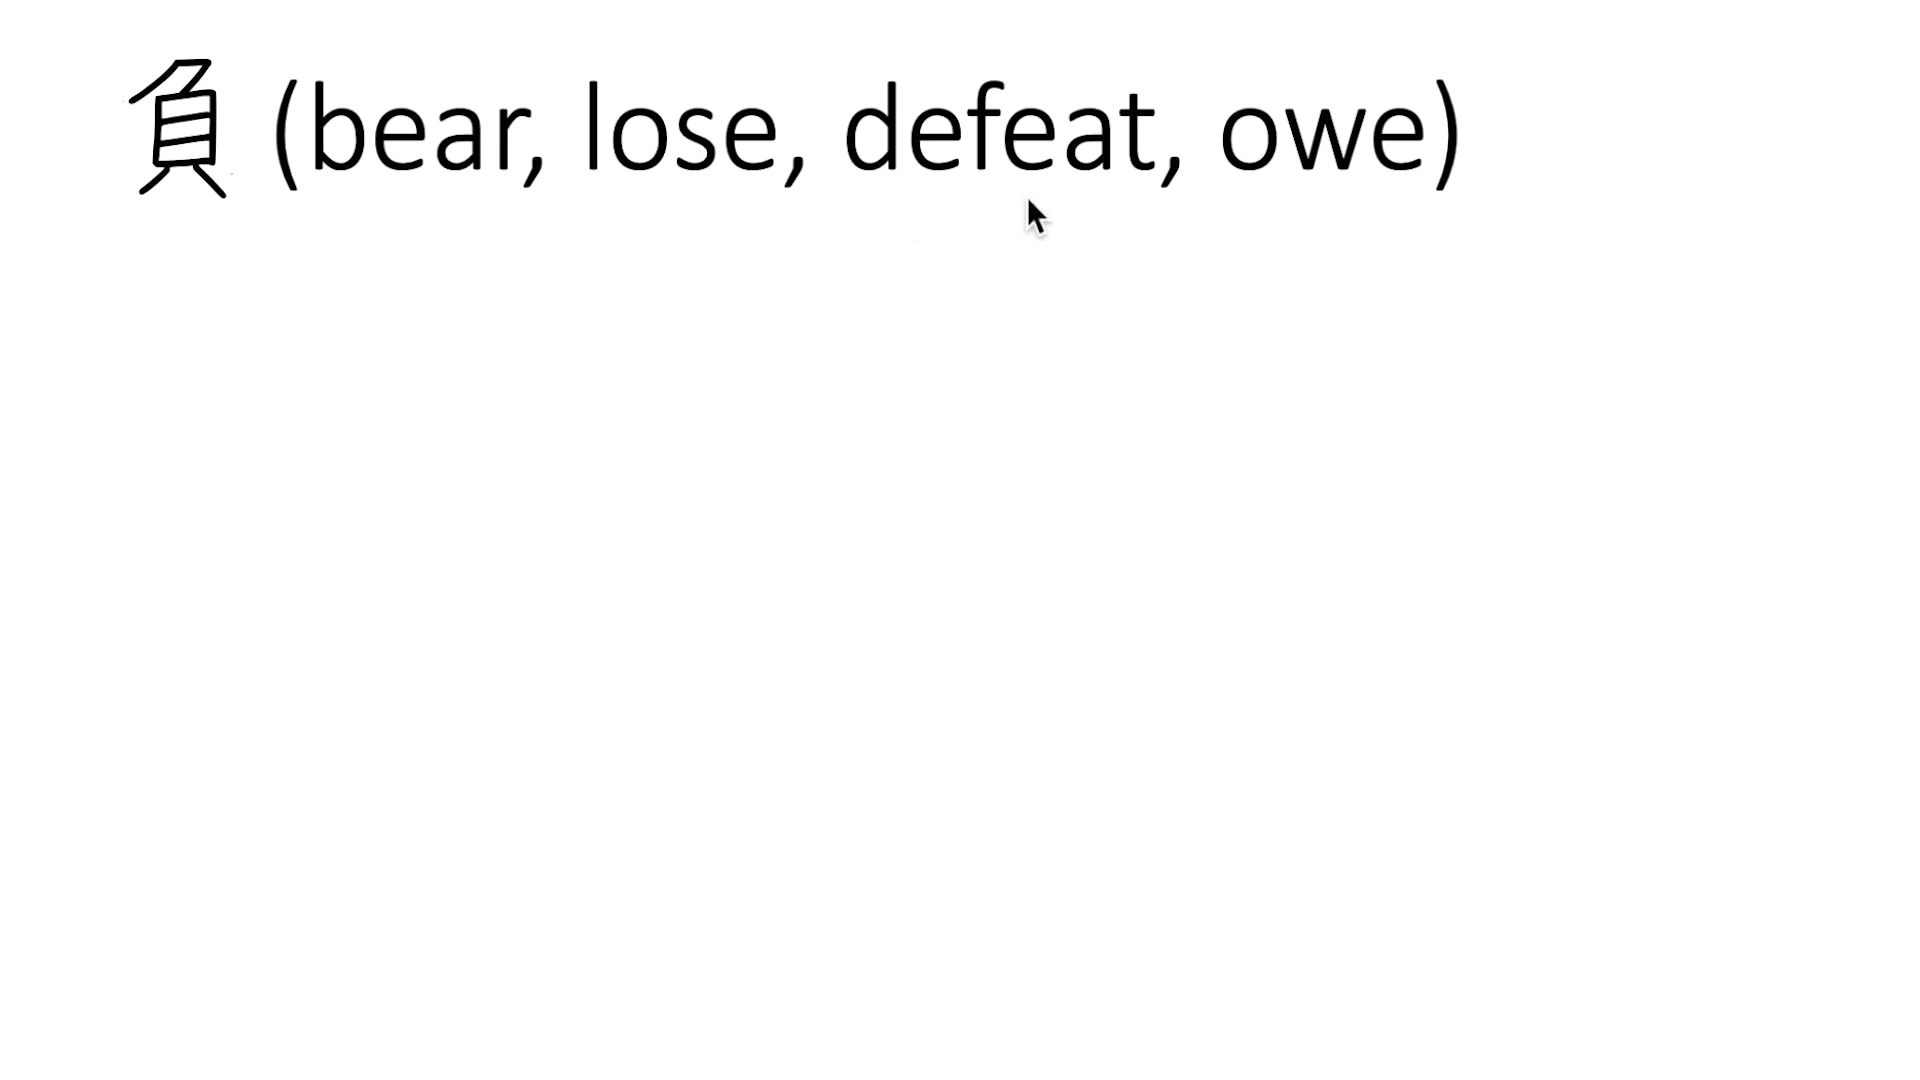 負 (bear, lose, defeat, owe)